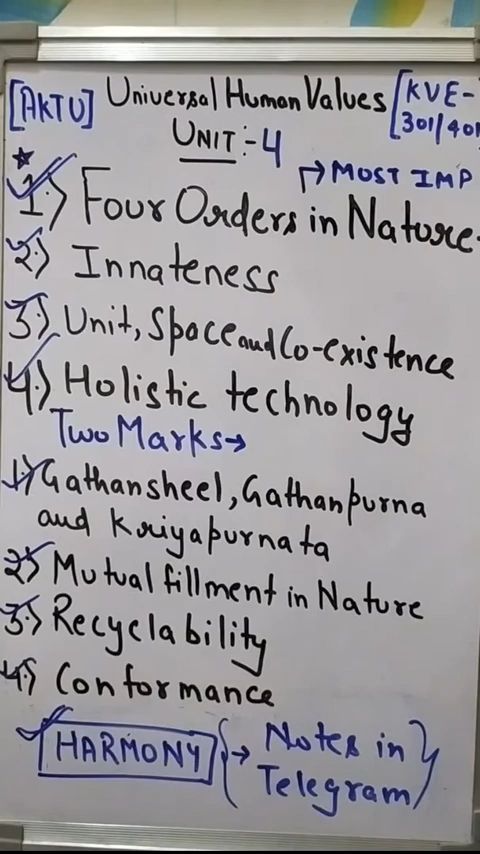 [AKTU] Universal Human Values [KVE-
301/401
UNIT:-4
→ MOST IMP
1.) Four Orders in Nature.
2.) Innateness
3.) Unit, Space and Co-existence
4.) Holistic technology
Two Marks→
1.) Gathansheel, Gathanpurna
and Kriyapurnata
2.) Mutual fillment in Nature
3.) Recyclability
4.) Conformance
HARMONY {→ Notes in
Telegram}